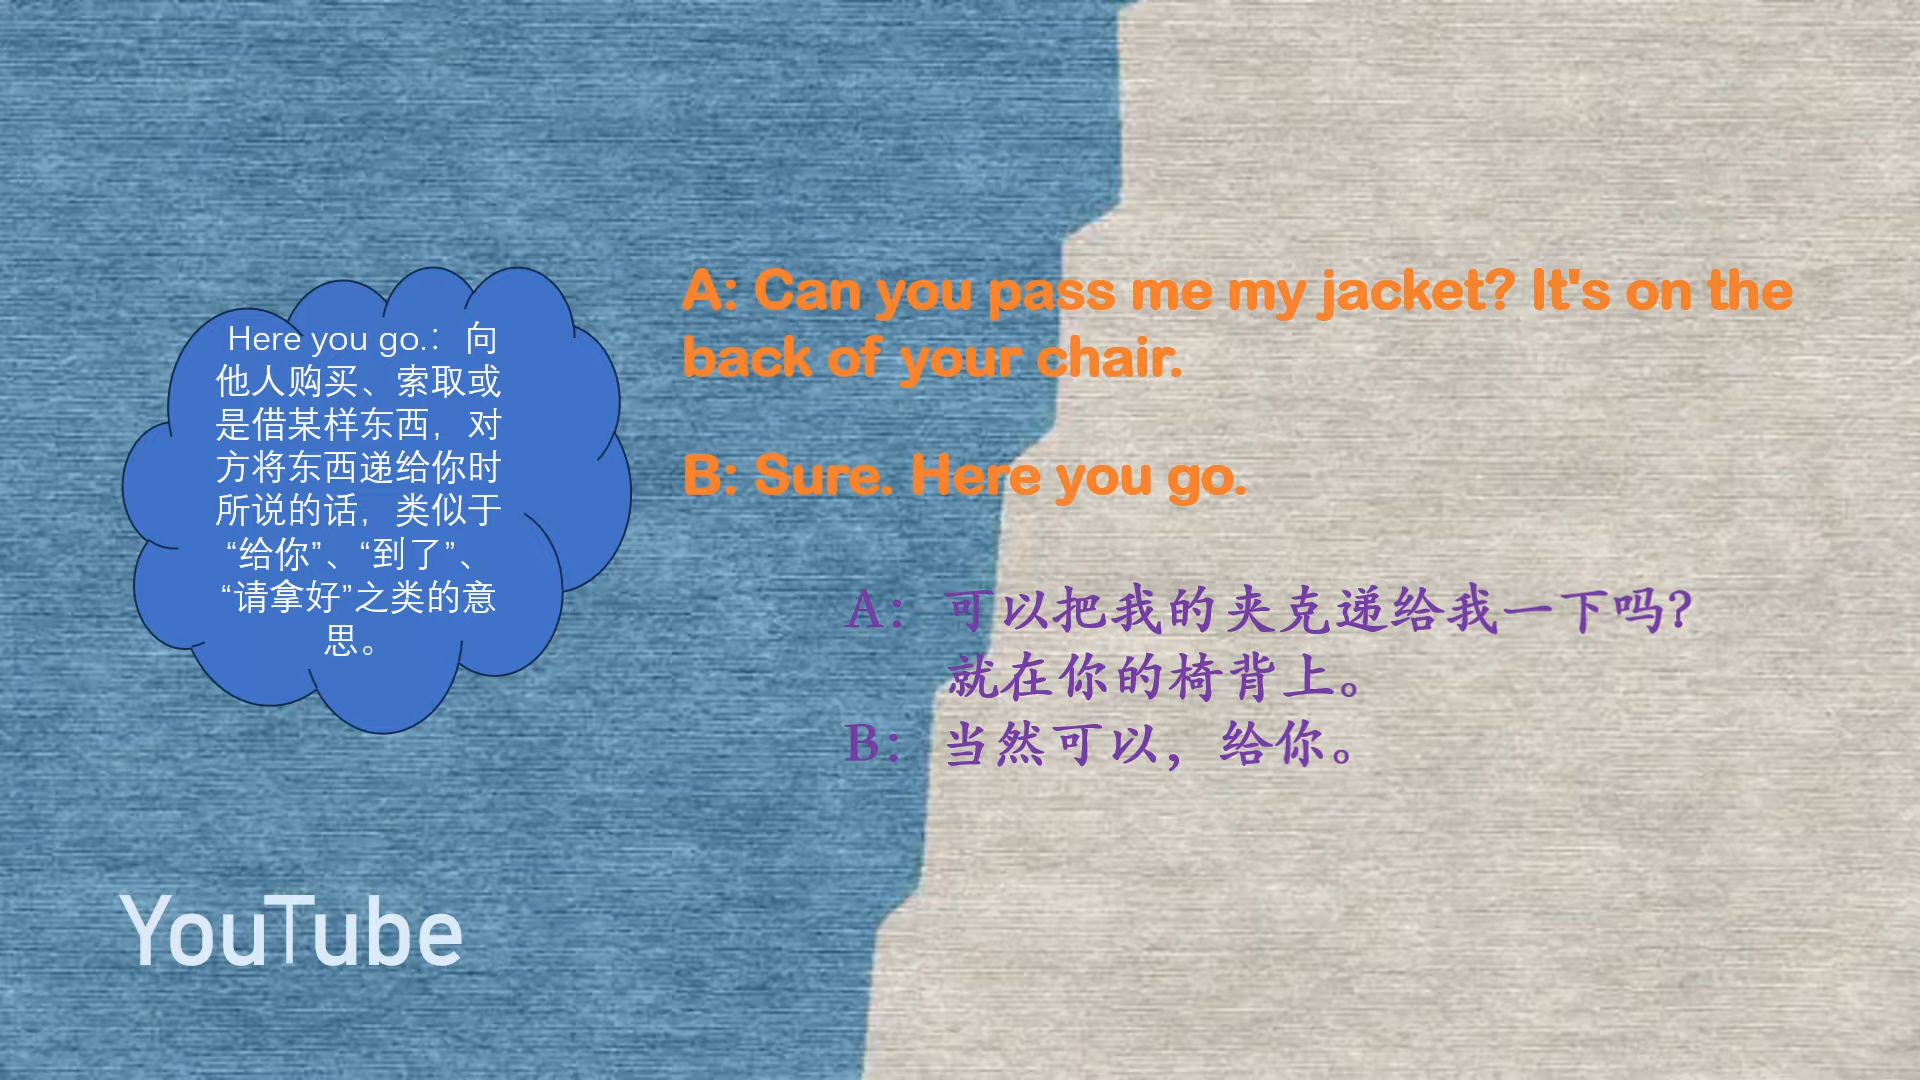 Here you go.：向
他人购买、索取或
是借某样东西，对
方将东西递给你时
所说的话，类似于
“给你”、“到了”、
“请拿好”之类的意
思。
A: Can you pass me my jacket? It's on the
back of your chair.
B: Sure. Here you go.
A：可以把我的夹克递给我一下吗？
就在你的椅背上。
B：当然可以，给你。
YouTube